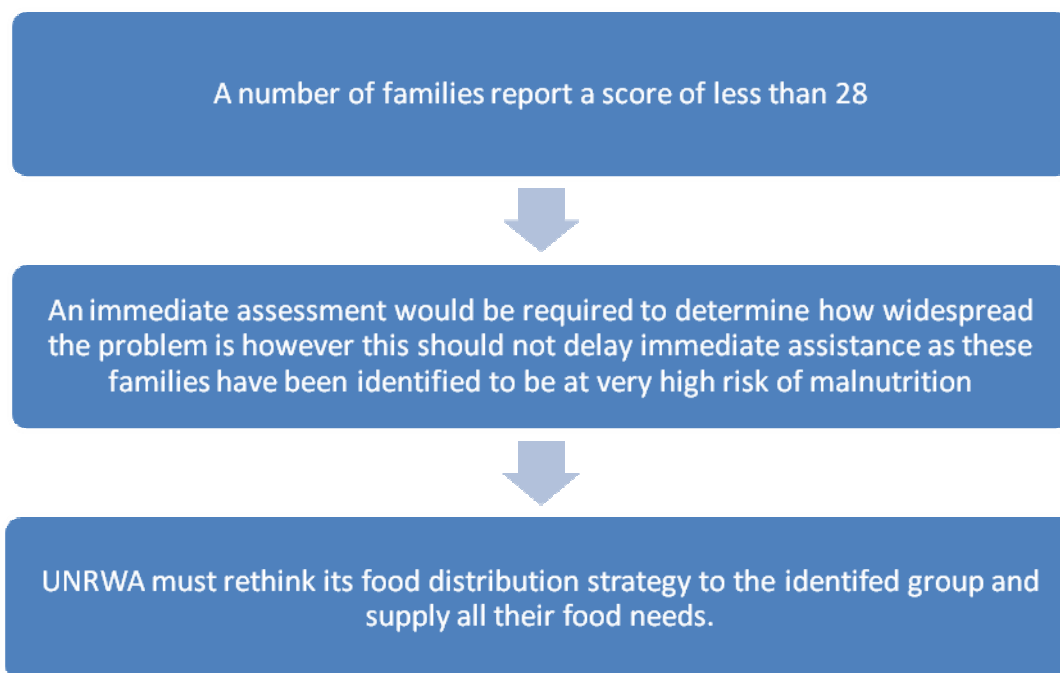 A number of families report a score of less than 28
An immediate assessment would be required to determine how widespread
the problem is however this should not delay immediate assistance as these
families have been identified to be at very high risk of malnutrition
UNRWA must rethink its food distribution strategy to the identifed group and
supply all their food needs.